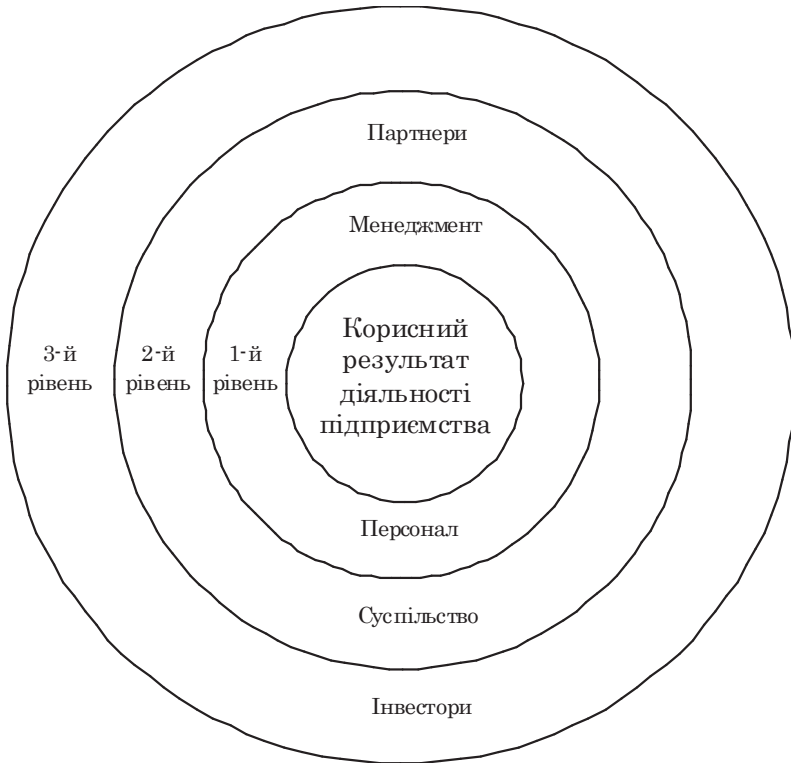 Партнери
Менеджмент
3-й рівень
2-й рівень
1-й рівень
Корисний
результат
діяльності
підприємства
Персонал
Суспільство
Інвестори